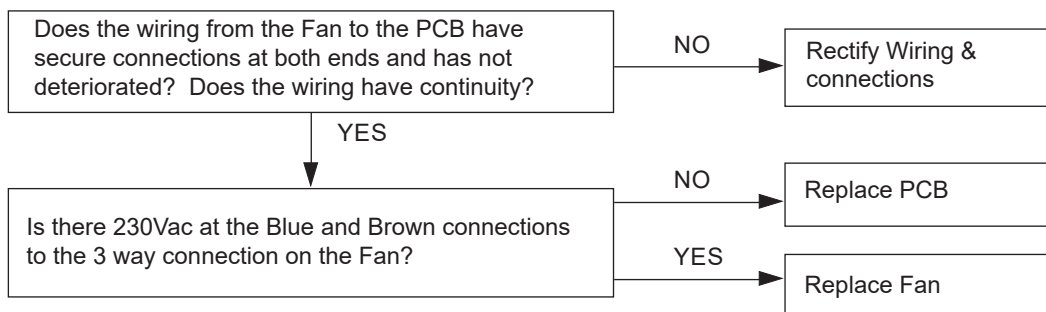 Does the wiring from the Fan to the PCB have
secure connections at both ends and has not
deteriorated? Does the wiring have continuity?
NO
Rectify Wiring &
connections
YES
Is there 230Vac at the Blue and Brown connections
to the 3 way connection on the Fan?
NO
Replace PCB
YES
Replace Fan